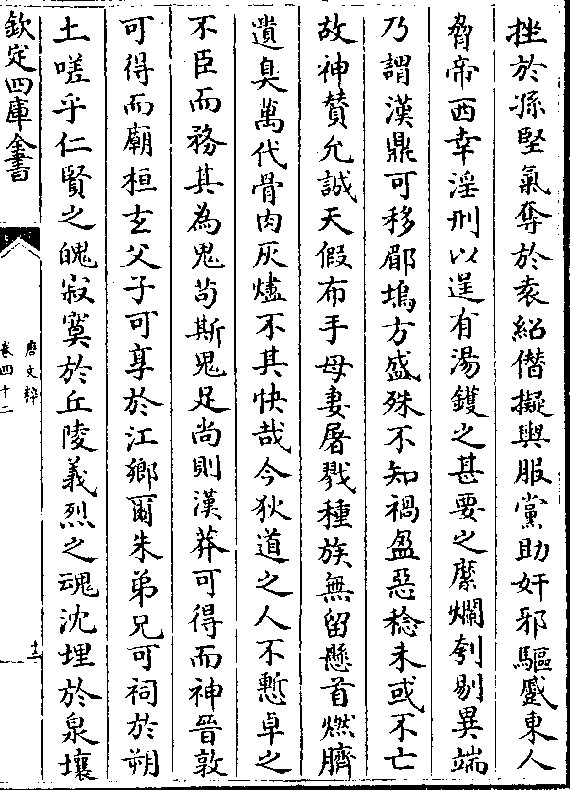 挫於孫堅氣奪於袁紹僭擬輿服黨助奸邪驅蹙東人
脅帝西幸淫刑以逞有湯鑊之甚要之縻爛刳剔異端
乃謂漢鼎可移郿塢方盛殊不知禍盈惡稔未或不亡
故神贊允誠天假布手母妻屠戮種族無留懸首燃臍
遺臭萬代骨肉灰燼不其快哉今狄道之人不慙卓之
不臣而務其為鬼苟斯鬼足尚則漢莽可得而神晉敦
可得而廟桓玄父子可享於江鄉爾朱弟兄可祠於朔
土嗟乎仁賢之魄寂寞於丘陵義烈之魂沈埋於泉壤
欽定四庫全書
唐文粹
卷四十二
十二